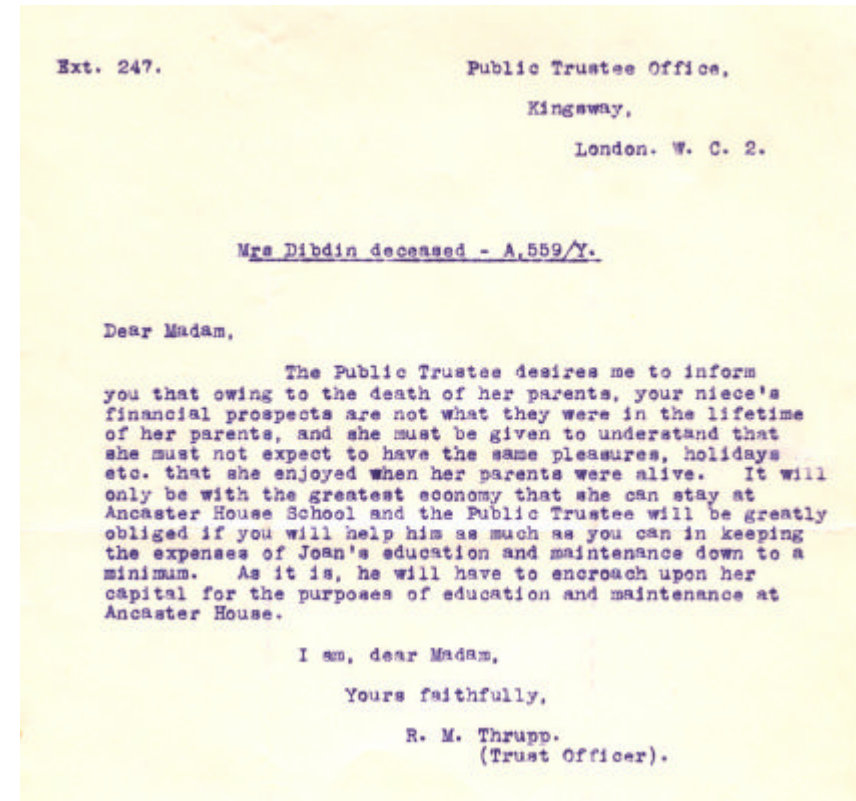 Ext. 247.
Public Trustee Office,
Kingsway,
London. W. C. 2.
Mrs Dibdin deceased - A.559/Y.
Dear Madam,
The Public Trustee desires me to inform
you that owing to the death of her parents, your niece's
financial prospects are not what they were in the lifetime
of her parents, and she must be given to understand that
she must not expect to have the same pleasures, holidays
etc. that she enjoyed when her parents were alive. It will
only be with the greatest economy that she can stay at
Ancaster House School and the Public Trustee will be greatly
obliged if you will help him as much as you can in keeping
the expenses of Joan's education and maintenance down to a
minimum. As it is, he will have to encroach upon her
capital for the purposes of education and maintenance at
Ancaster House.
I am, dear Madam,
Yours faithfully,
R. M. Thrupp.
(Trust Officer).